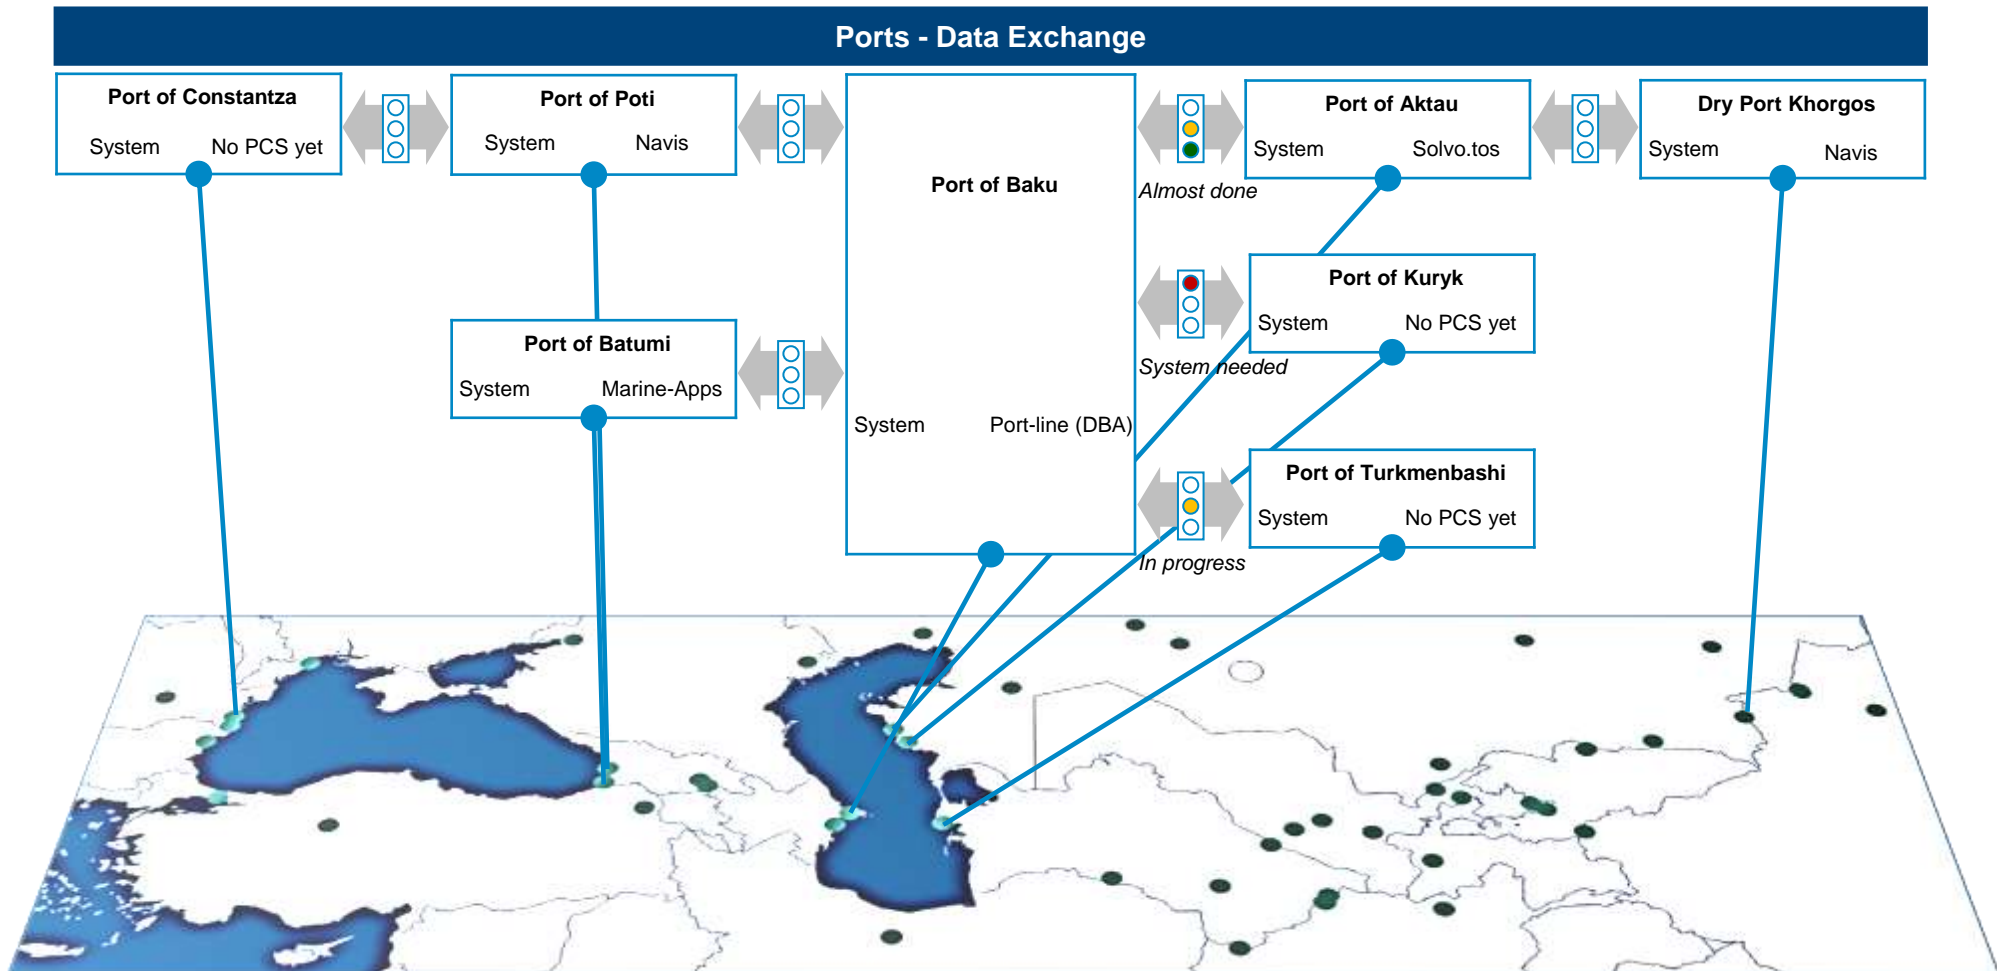 Ports - Data Exchange
Port of Constantza
System No PCS yet
Port of Poti
System Navis
Port of Baku
System Port-line (DBA)
Port of Aktau
System Solvo.tos
Dry Port Khorgos
System Navis
Almost done
Port of Kuryk
System No PCS yet
System needed
Port of Batumi
System Marine-Apps
Port of Turkmenbashi
System No PCS yet
In progress